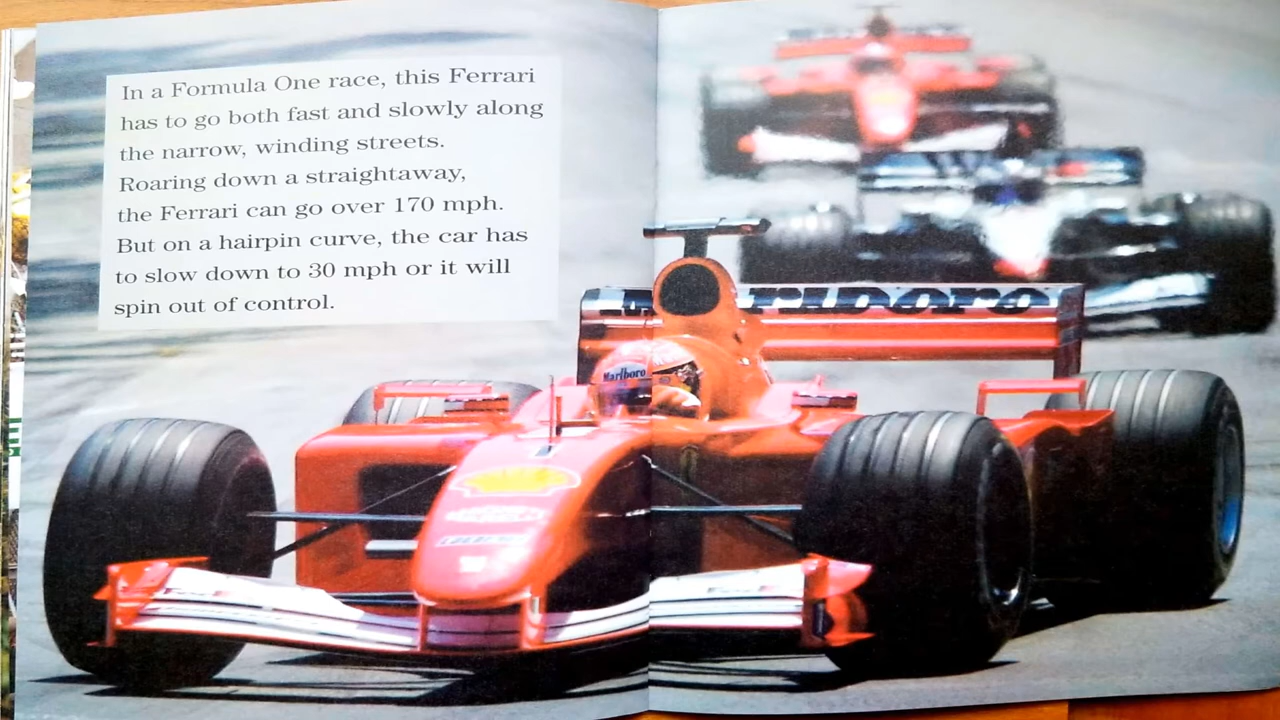 In a Formula One race, this Ferrari
has to go both fast and slowly along
the narrow, winding streets.
Roaring down a straightaway,
the Ferrari can go over 170 mph.
But on a hairpin curve, the car has
to slow down to 30 mph or it will
spin out of control.
Marlboro